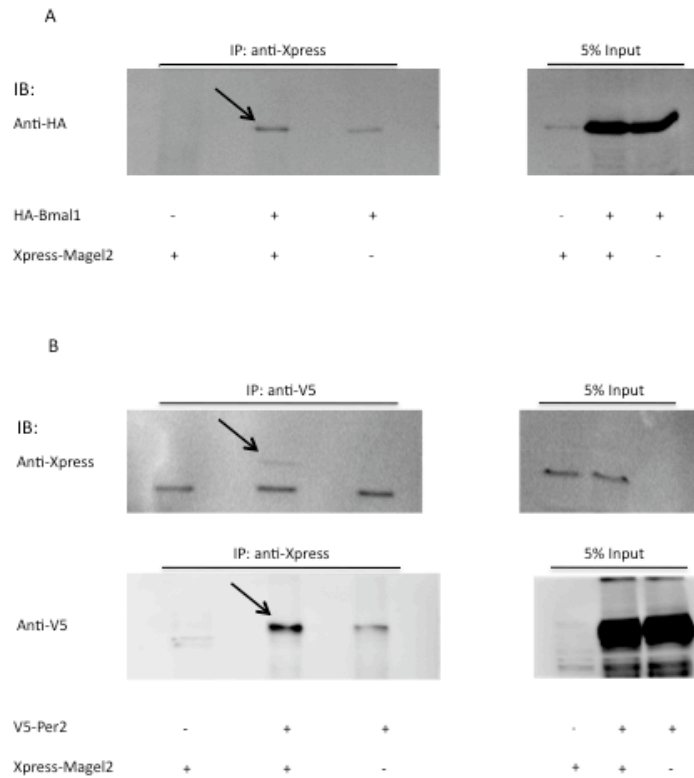 A
IP: anti-Xpress 5% Input
IB:
Anti-HA
HA-Bmal1 - + + - + +
Xpress-Magel2 + + - + + -
B
IP: anti-V5 5% Input
IB:
Anti-Xpress
IP: anti-Xpress 5% Input
Anti-V5
V5-Per2 - + + - + +
Xpress-Magel2 + + - + + -